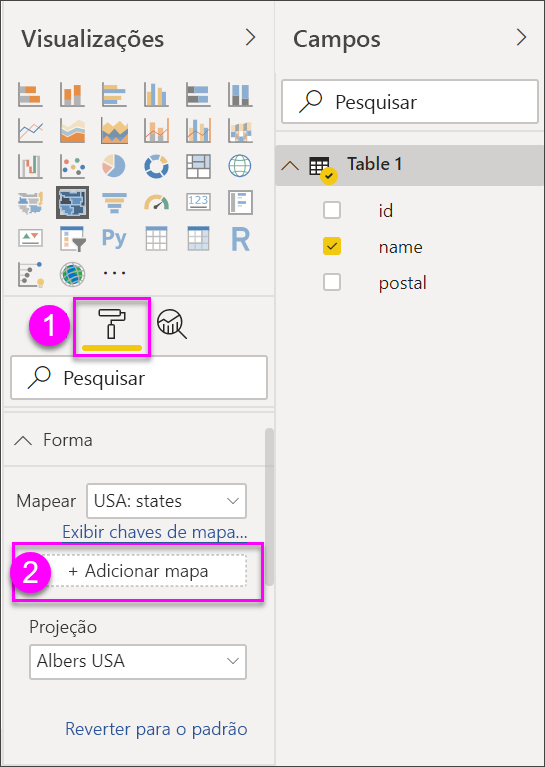 Visualizações
Campos
Pesquisar
Table 1
id
name
postal
123
Py
R
1
Pesquisar
Forma
Mapear USA: states
Exibir chaves de mapa...
2 + Adicionar mapa
Projeção
Albers USA
Reverter para o padrão